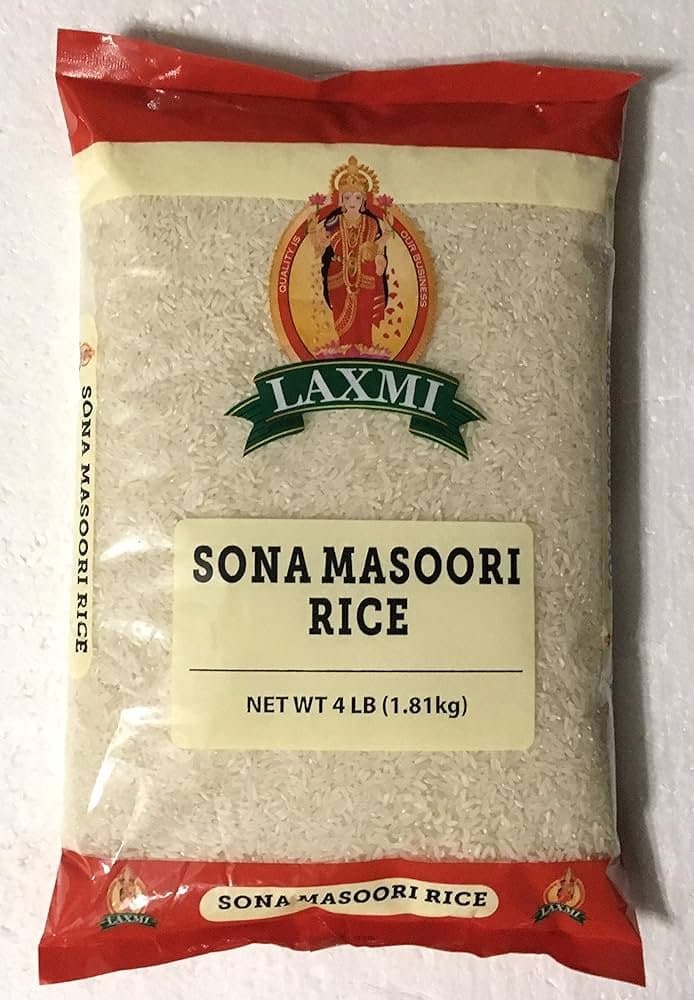 QUALITY IS
OUR BUSINESS
LAXMI
SONA MASOORI RICE
SONA MASOORI
RICE
NET WT 4 LB (1.81kg)
LAXMI
SONA MASOORI RICE
LAXMI